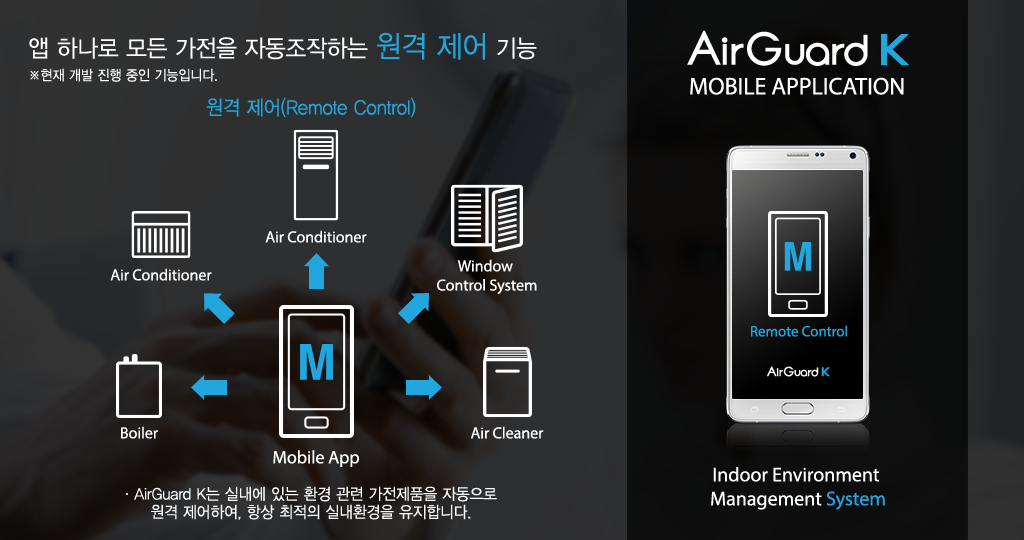 앱 하나로 모든 가전을 자동조작하는 원격 제어 기능
※현재 개발 진행 중인 기능입니다.
원격 제어(Remote Control)
Air Conditioner
Air Conditioner
Window
Control System
M
Boiler
Air Cleaner
Mobile App
· AirGuard K는 실내에 있는 환경 관련 가전제품을 자동으로
원격 제어하여, 항상 최적의 실내환경을 유지합니다.
AirGuard K
MOBILE APPLICATION
M
Remote Control
AirGuard K
Indoor Environment
Management System